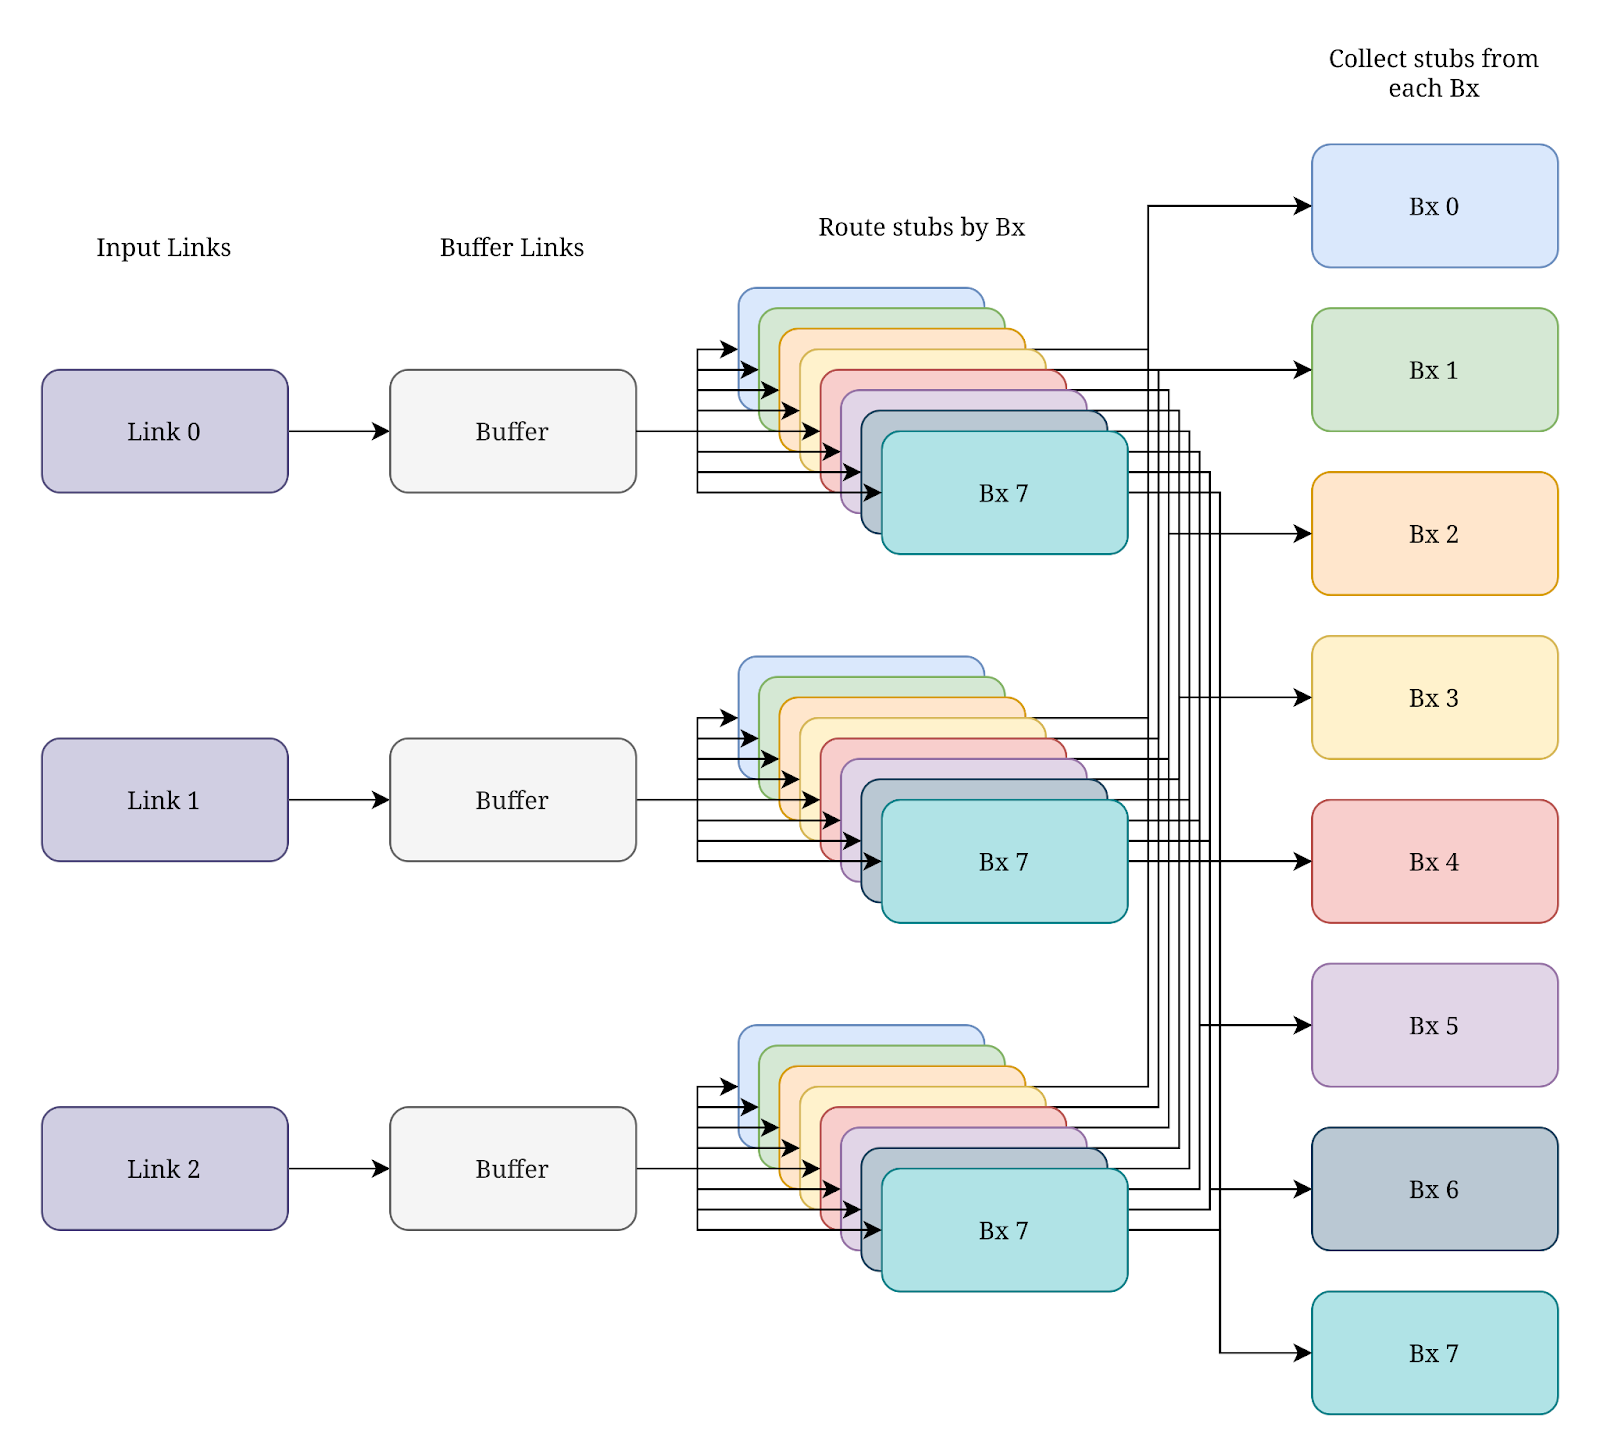 Collect stubs from
each Bx
Input Links
Buffer Links
Route stubs by Bx
Bx 0
Bx 1
Link 0
Buffer
Bx 7
Bx 2
Bx 3
Link 1
Buffer
Bx 7
Bx 4
Bx 5
Link 2
Buffer
Bx 7
Bx 6
Bx 7